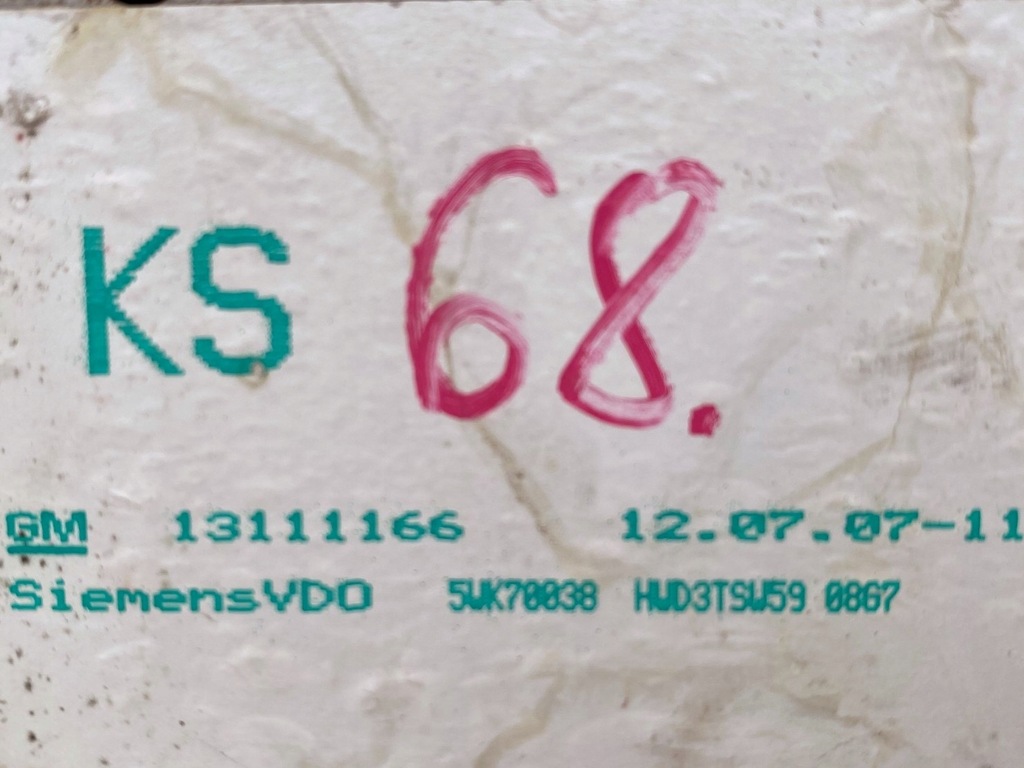 KS 68.
GM 13111166 12.07.07-11
SiemensVDO 5WK70038 HWD3TSW59 0867